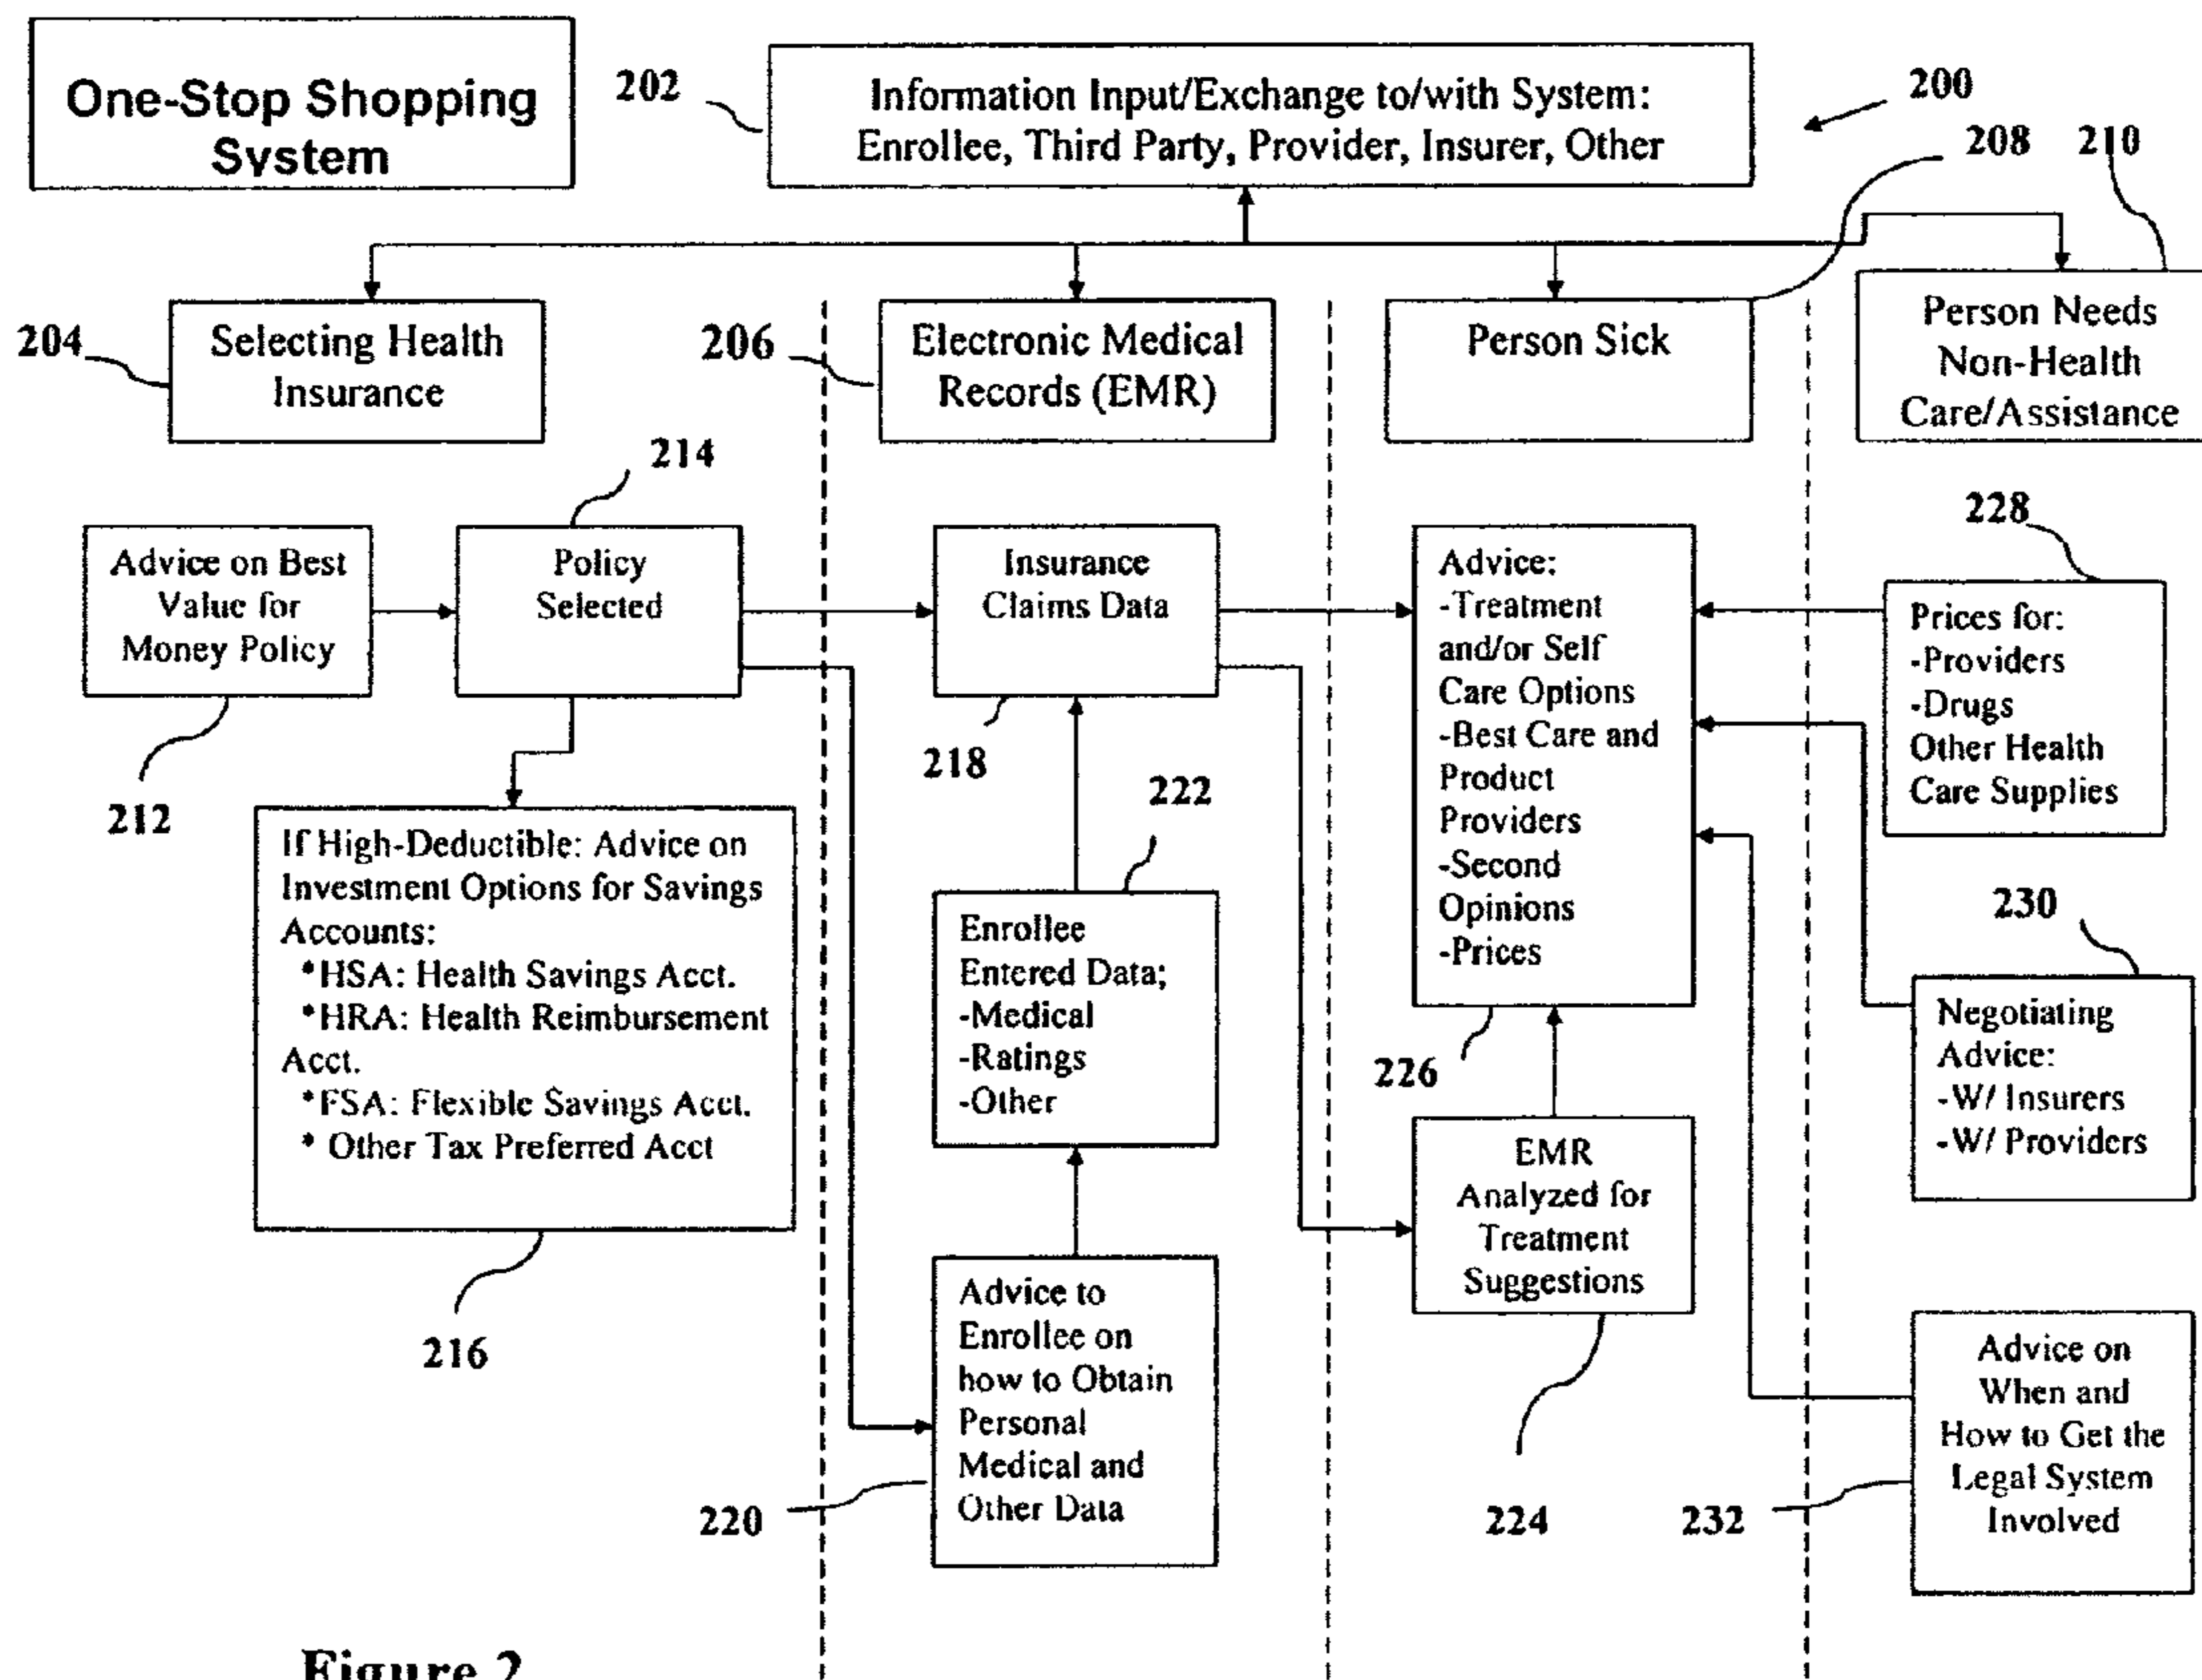 One-Stop Shopping
System
202
Information Input/Exchange to/with System:
Enrollee, Third Party, Provider, Insurer, Other
200
208
210
204
Selecting Health
Insurance
206
Electronic Medical
Records (EMR)
Person Sick
Person Needs
Non-Health
Care/Assistance
214
Advice on Best
Value for
Money Policy
212
Policy
Selected
If High-Deductible: Advice on
Investment Options for Savings
Accounts:
*HSA: Health Savings Acct.
*HRA: Health Reimbursement
Acct.
*FSA: Flexible Savings Acct.
* Other Tax Preferred Acct
216
Insurance
Claims Data
218
222
Enrollee
Entered Data;
-Medical
-Ratings
-Other
Advice to
Enrollee on
how to Obtain
Personal
Medical and
Other Data
220
Advice:
-Treatment
and/or Self
Care Options
-Best Care and
Product
Providers
-Second
Opinions
-Prices
226
EMR
Analyzed for
Treatment
Suggestions
224
228
Prices for:
-Providers
-Drugs
Other Health
Care Supplies
230
Negotiating
Advice:
-W/ Insurers
-W/ Providers
Advice on
When and
How to Get the
Legal System
Involved
232
Figure 2